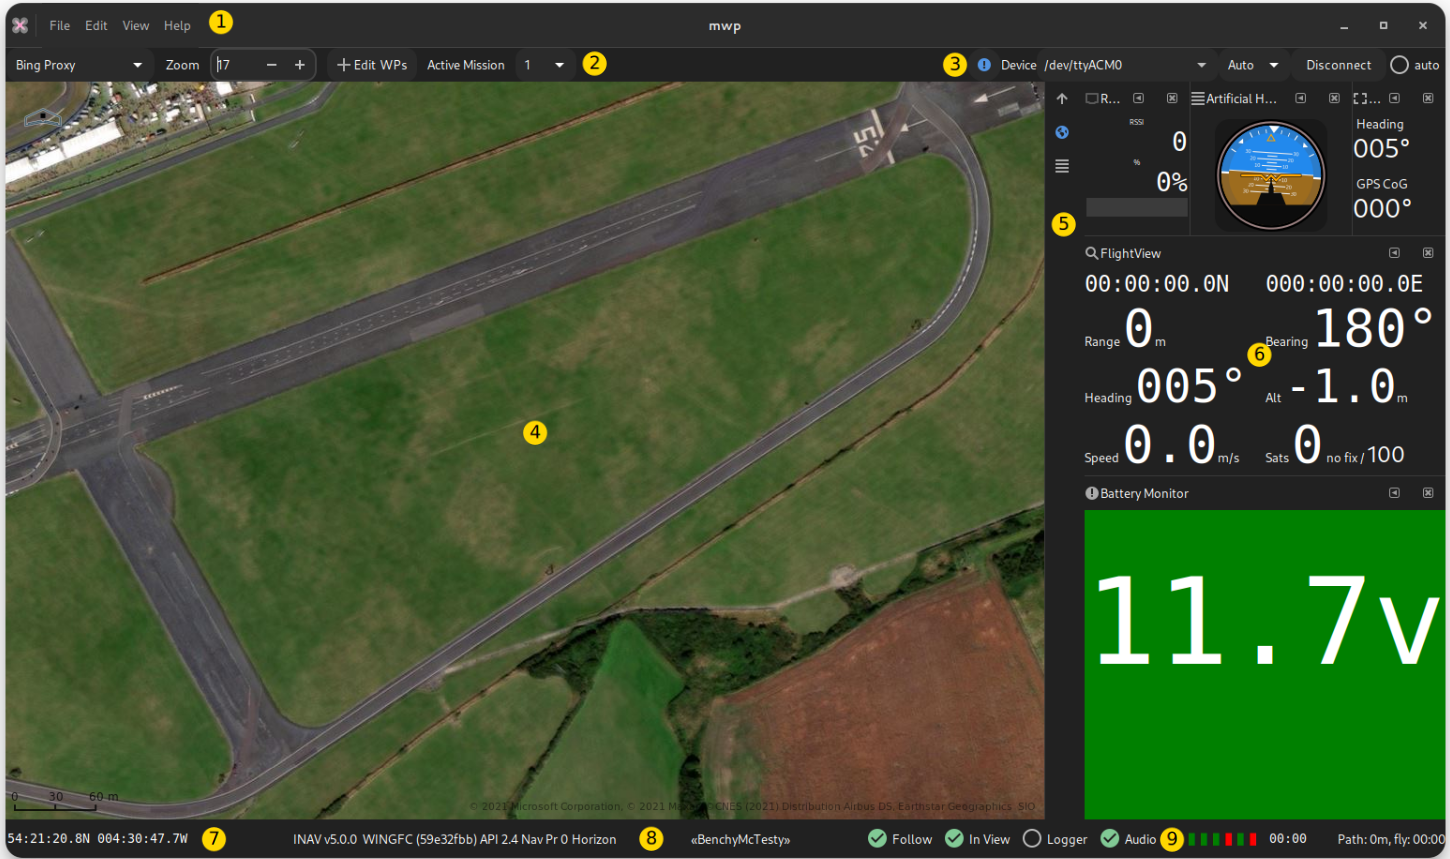 File Edit View Help 1 mwp
Bing Proxy Zoom 17 − + + Edit WPs Active Mission 1 2 3 Device /dev/ttyACM0 Auto Disconnect auto
R... Artificial H... ...
RSSI
0
%
0%
Heading
005°
GPS CoG
000°
5
FlightView
00:00:00.0N 000:00:00.0E
Range 0 m Bearing 180°
6
Heading 005° Alt -1.0 m
Speed 0.0 m/s Sats 0 no fix / 100
Battery Monitor
11.7v
25
4
0 30 60 m
© 2021 Microsoft Corporation, © 2021 CNES (2021) Distribution Airbus DS, Earthstar Geographics SIO
54:21:20.8N 004:30:47.7W 7 INAV v5.0.0 WINGFC (59e32fbb) API 2.4 Nav Pr 0 Horizon 8 «BenchyMcTesty» Follow In View Logger Audio 9 00:00 Path: 0m, fly: 00:00